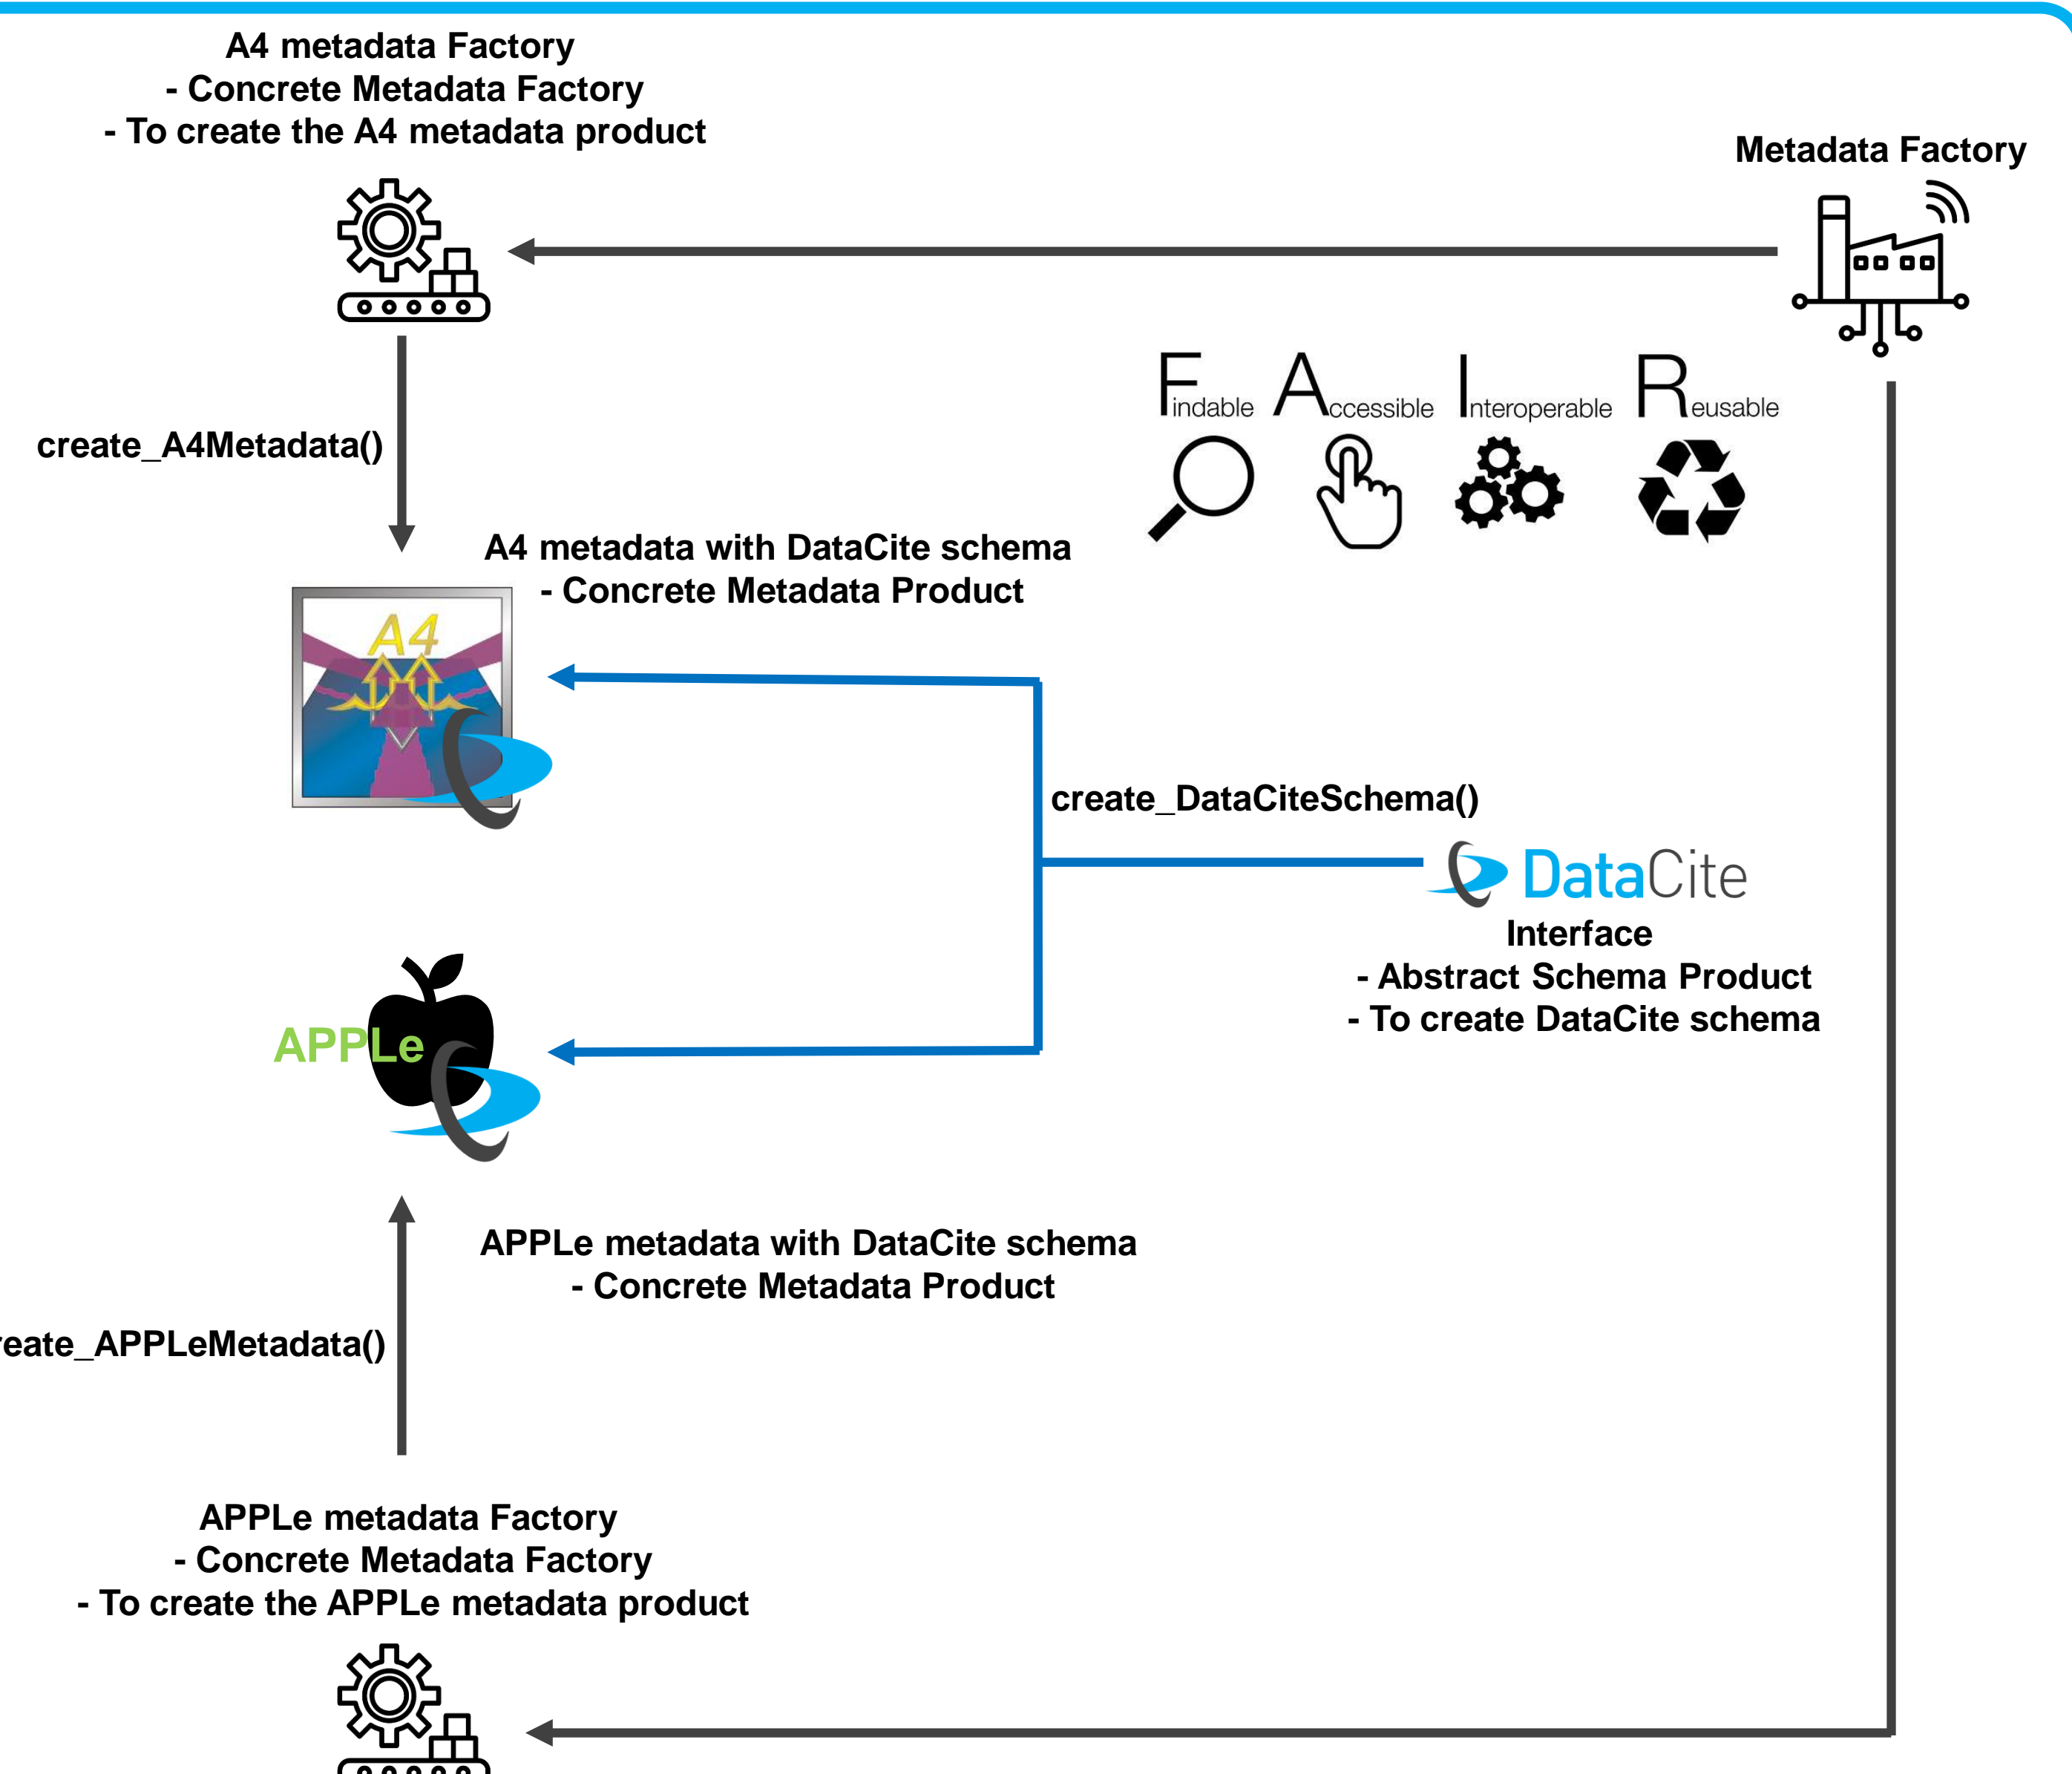 A4 metadata Factory
- Concrete Metadata Factory
- To create the A4 metadata product
Metadata Factory
Findable Accessible Interoperable Reusable
create_A4Metadata()
A4 metadata with DataCite schema
- Concrete Metadata Product
A4
create_DataCiteSchema()
DataCite
Interface
- Abstract Schema Product
- To create DataCite schema
APPLe
APPLe metadata with DataCite schema
- Concrete Metadata Product
reate_APPLeMetadata()
APPLe metadata Factory
- Concrete Metadata Factory
- To create the APPLe metadata product